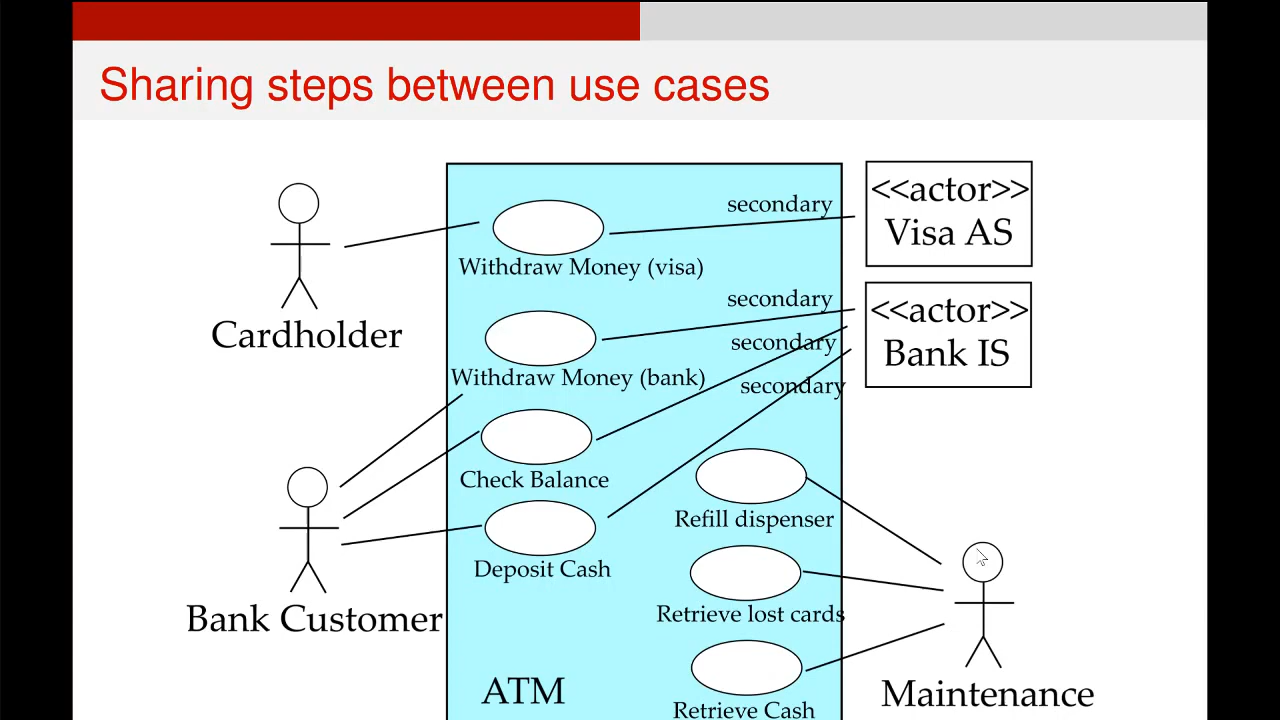 Sharing steps between use cases
Cardholder
Withdraw Money (visa)
secondary
<<actor>>
Visa AS
Withdraw Money (bank)
secondary
secondary
secondary
<<actor>>
Bank IS
Bank Customer
Check Balance
Deposit Cash
Refill dispenser
Retrieve lost cards
Retrieve Cash
Maintenance
ATM